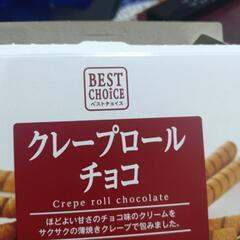 BEST
CHOiCE
ベストチョイス
クレープロール
チョコ
Crepe roll chocolate
ほどよい甘さのチョコ味のクリームを
サクサクの薄焼きクレープで包みました。